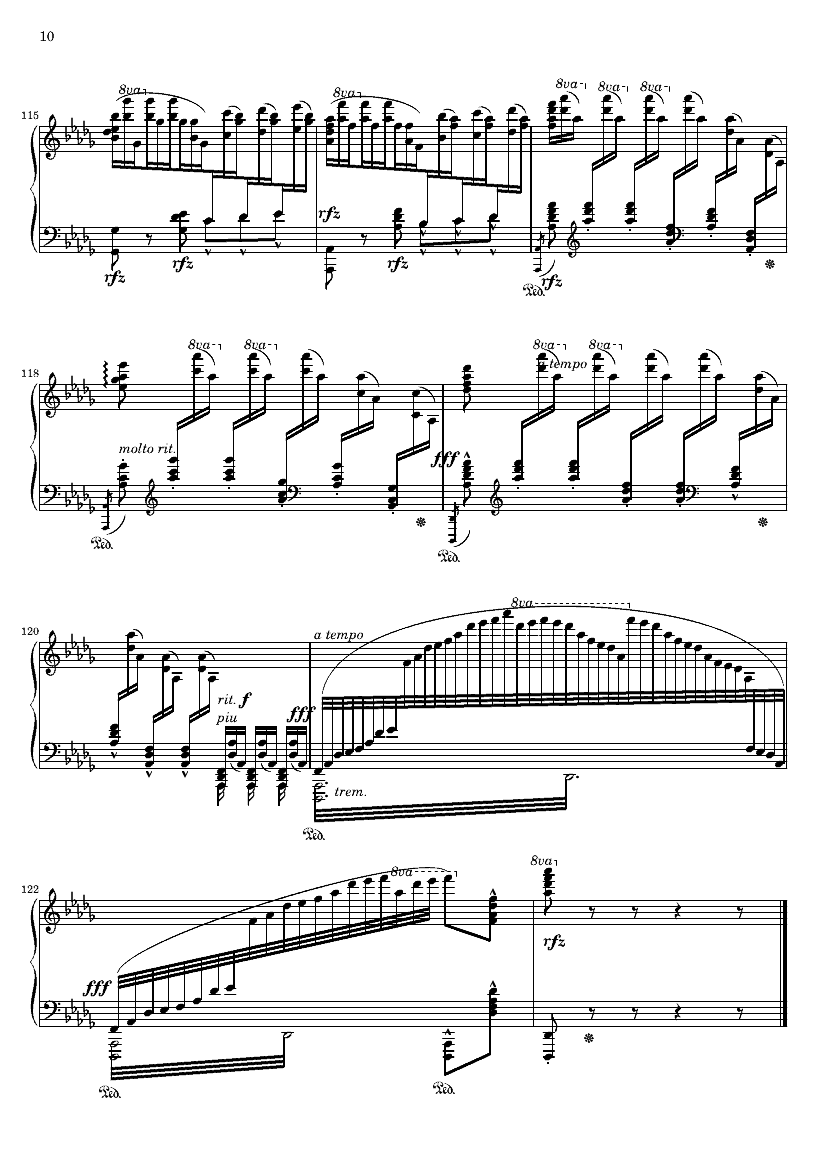 10
8va 8va 8va 8va 8va
115
rfz
rfz rfz rfz rfz
Ped.
8va 8va 8va 8va
a tempo
118
molto rit.
fff
Ped. Ped.
8va
120
a tempo
rit. f
piu fff
trem.
Ped.
8va 8va
122
rfz
fff
Ped. Ped.